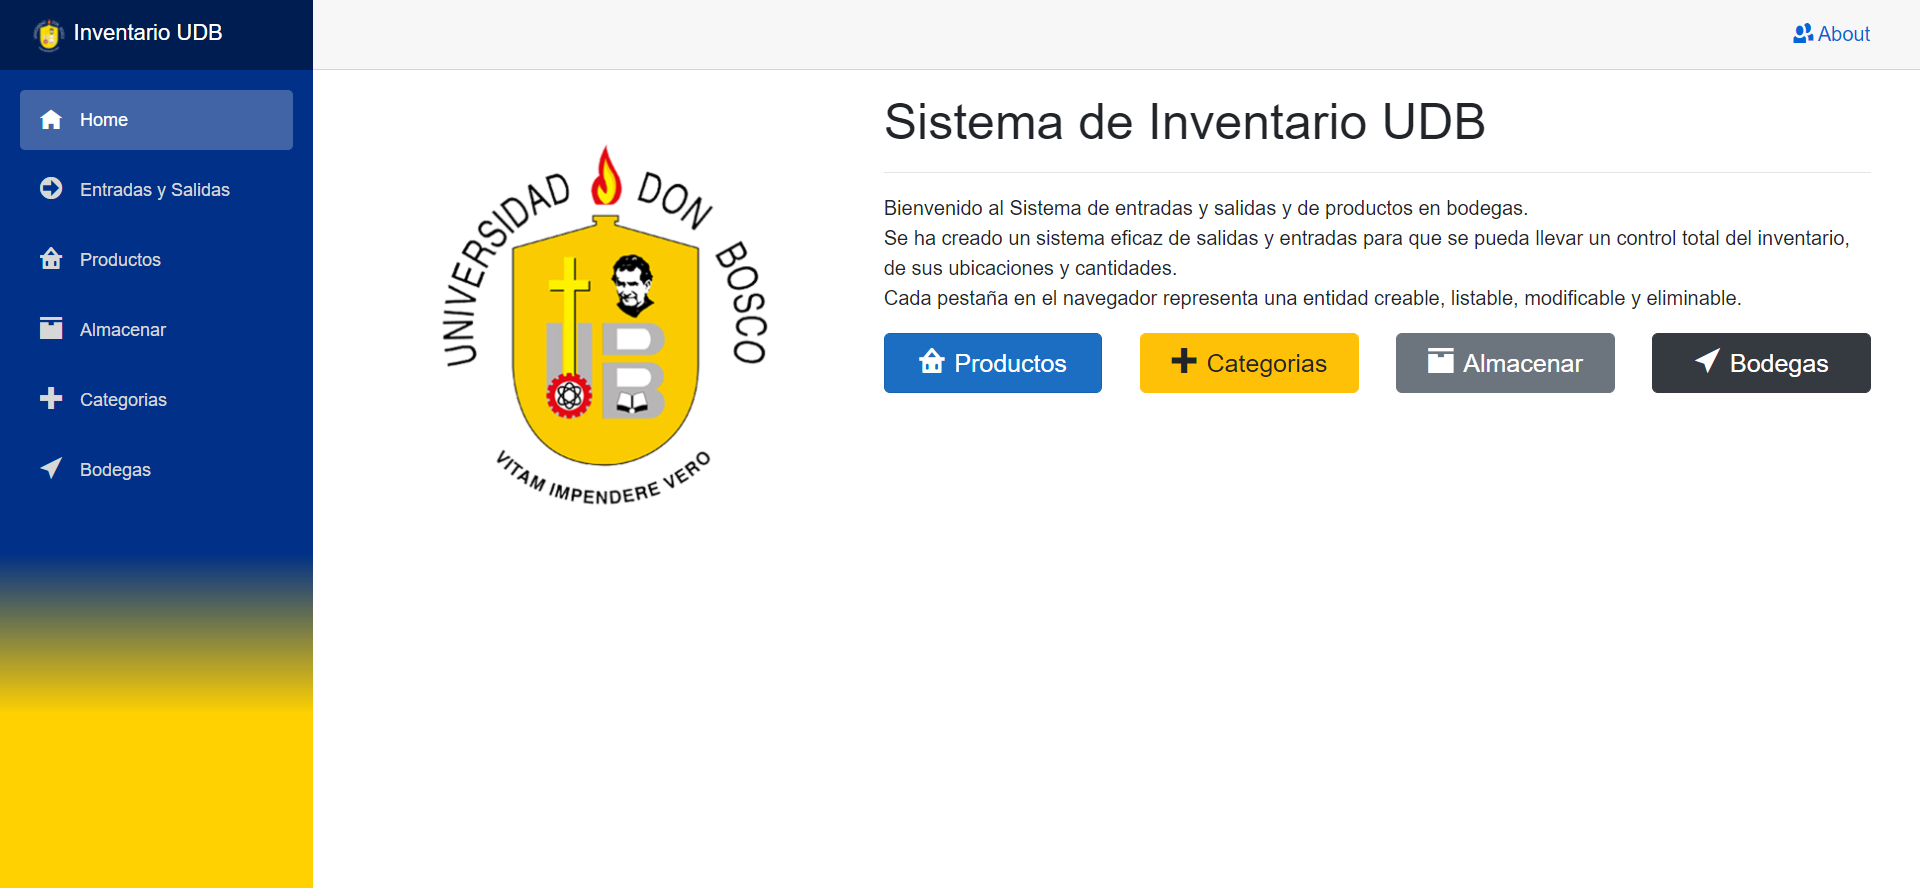 Inventario UDB
About
Home
Entradas y Salidas
Productos
Almacenar
Categorias
Bodegas
UNIVERSIDAD DON BOSCO
UB
B
VITAM IMPENDERE VERO
Sistema de Inventario UDB
Bienvenido al Sistema de entradas y salidas y de productos en bodegas.
Se ha creado un sistema eficaz de salidas y entradas para que se pueda llevar un control total del inventario,
de sus ubicaciones y cantidades.
Cada pestaña en el navegador representa una entidad creable, listable, modificable y eliminable.
Productos
Categorias
Almacenar
Bodegas